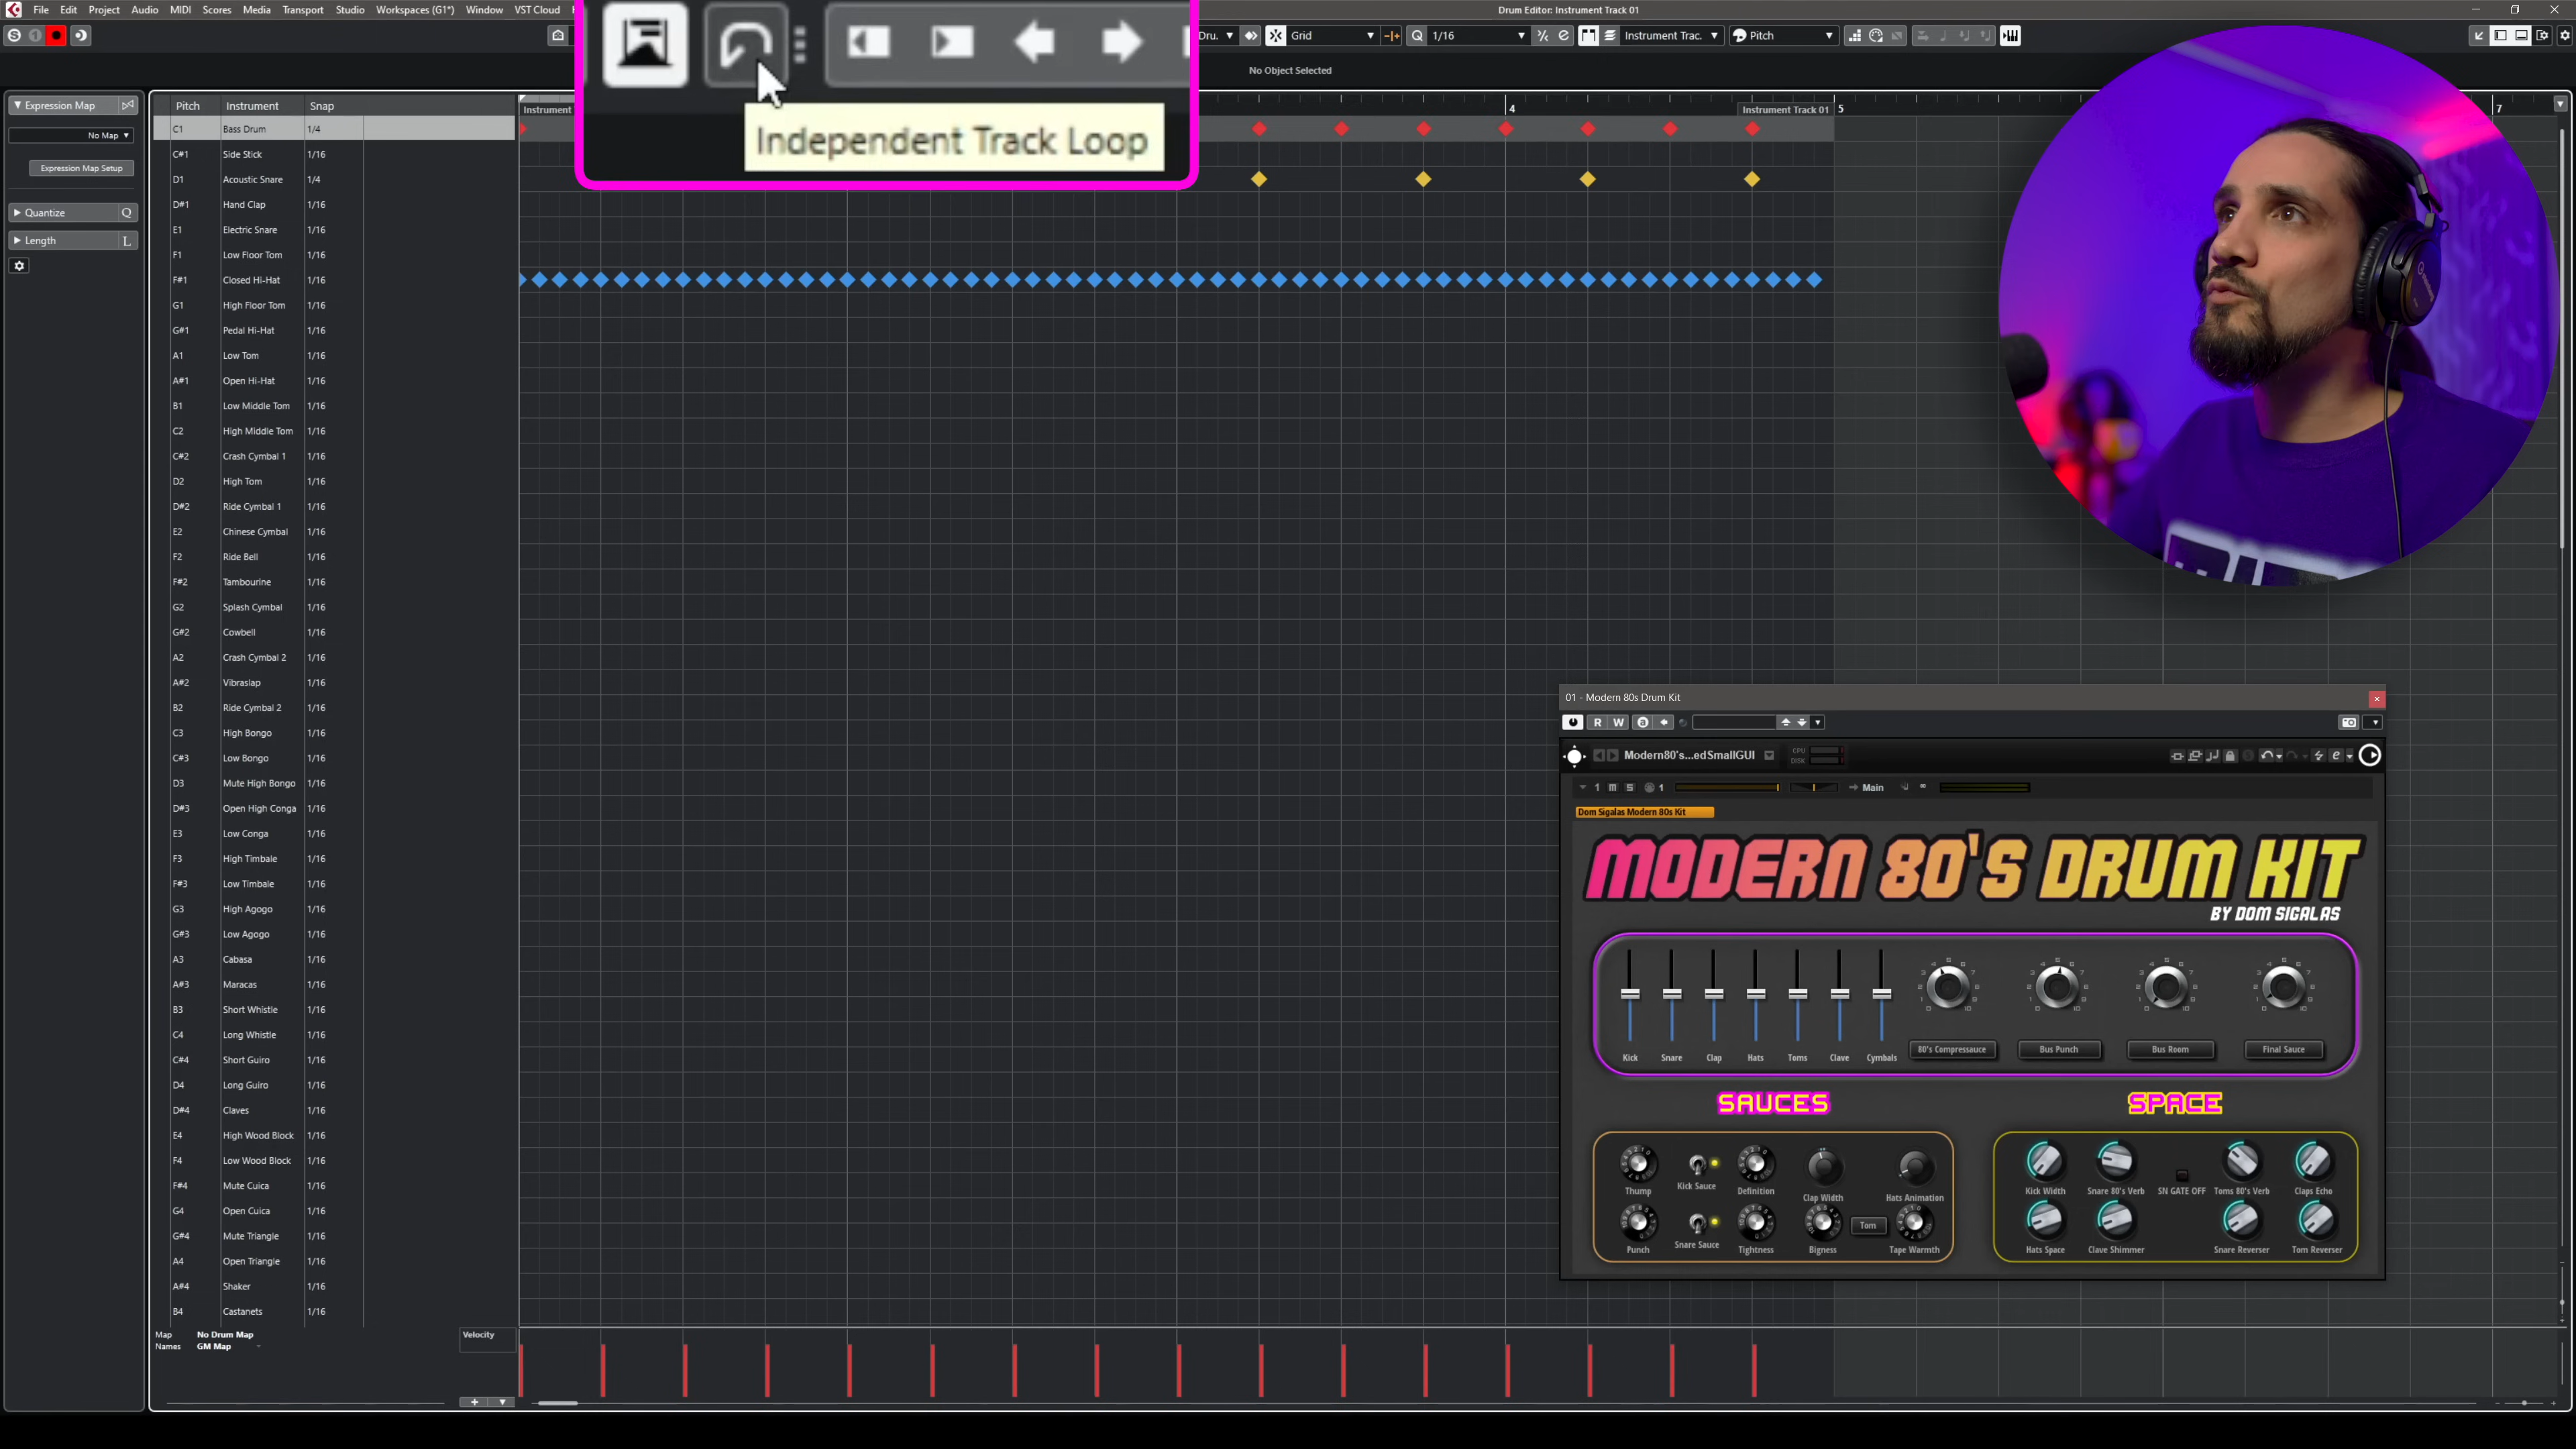 File Edit Project Audio MIDI Scores Media Transport Studio Workspaces (G1*) Window VST Cloud
Drum Editor: Instrument Track 01
Dru. Grid Q 1/16 Instrument Trac. Pitch
No Object Selected
Independent Track Loop
Expression Map
No Map
Expression Map Setup
Quantize Q
Length L
Pitch Instrument Snap
Instrument 4 Instrument Track 01 5 7
C1 Bass Drum 1/4
C#1 Side Stick 1/16
D1 Acoustic Snare 1/4
D#1 Hand Clap 1/16
E1 Electric Snare 1/16
F1 Low Floor Tom 1/16
F#1 Closed Hi-Hat 1/16
G1 High Floor Tom 1/16
G#1 Pedal Hi-Hat 1/16
A1 Low Tom 1/16
A#1 Open Hi-Hat 1/16
B1 Low Middle Tom 1/16
C2 High Middle Tom 1/16
C#2 Crash Cymbal 1 1/16
D2 High Tom 1/16
D#2 Ride Cymbal 1 1/16
E2 Chinese Cymbal 1/16
F2 Ride Bell 1/16
F#2 Tambourine 1/16
G2 Splash Cymbal 1/16
G#2 Cowbell 1/16
A2 Crash Cymbal 2 1/16
A#2 Vibraslap 1/16
B2 Ride Cymbal 2 1/16
C3 High Bongo 1/16
C#3 Low Bongo 1/16
D3 Mute High Bongo 1/16
D#3 Open High Conga 1/16
E3 Low Conga 1/16
F3 High Timbale 1/16
F#3 Low Timbale 1/16
G3 High Agogo 1/16
G#3 Low Agogo 1/16
A3 Cabasa 1/16
A#3 Maracas 1/16
B3 Short Whistle 1/16
C4 Long Whistle 1/16
C#4 Short Guiro 1/16
D4 Long Guiro 1/16
D#4 Claves 1/16
E4 High Wood Block 1/16
F4 Low Wood Block 1/16
F#4 Mute Cuica 1/16
G4 Open Cuica 1/16
G#4 Mute Triangle 1/16
A4 Open Triangle 1/16
A#4 Shaker 1/16
B4 Castanets 1/16
Map No Drum Map
Names GM Map
Velocity
01 - Modern 80s Drum Kit
R W
Modern80's...edSmallGUI
CPU
DISK
1 M S 1 Main
Dom Sigalas Modern 80s Kit
MODERN 80'S DRUM KIT
BY DOM SIGALAS
Kick Snare Clap Hats Toms Clave Cymbals
80's Compressauce Bus Punch Bus Room Final Sauce
SAUCES SPACE
Thump Kick Sauce Definition Clap Width Hats Animation
Punch Snare Sauce Tightness Bigness Tom Tape Warmth
Kick Width Snare 80's Verb SN GATE OFF Toms 80's Verb Claps Echo
Hats Space Clave Shimmer Snare Reverser Tom Reverser